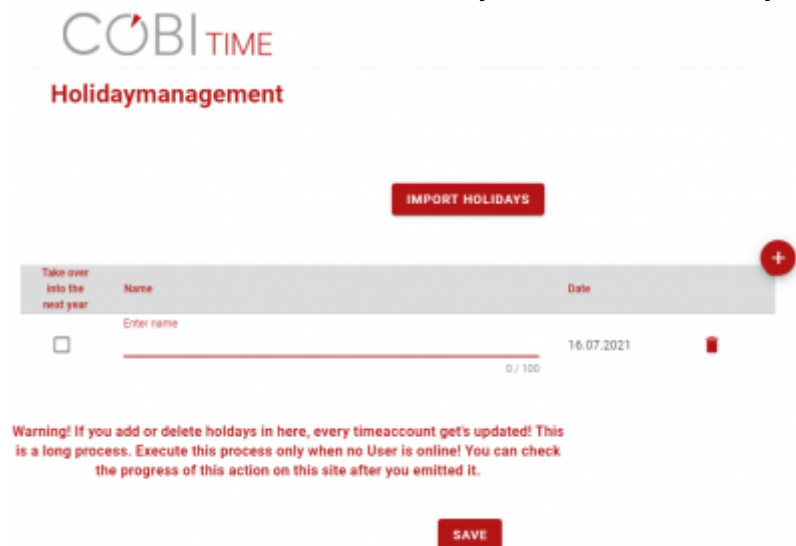 COBI TIME
Holidaymanagement
IMPORT HOLIDAYS
+
Take over
into the
next year
Name
Date
Enter name
16.07.2021
0 / 100
Warning! If you add or delete holdays in here, every timeaccount get's updated! This
is a long process. Execute this process only when no User is online! You can check
the progress of this action on this site after you emitted it.
SAVE